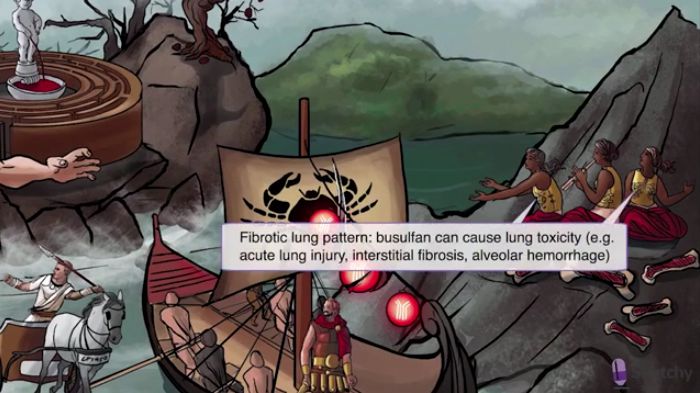 Fibrotic lung pattern: busulfan can cause lung toxicity (e.g.
acute lung injury, interstitial fibrosis, alveolar hemorrhage)
Sketchy